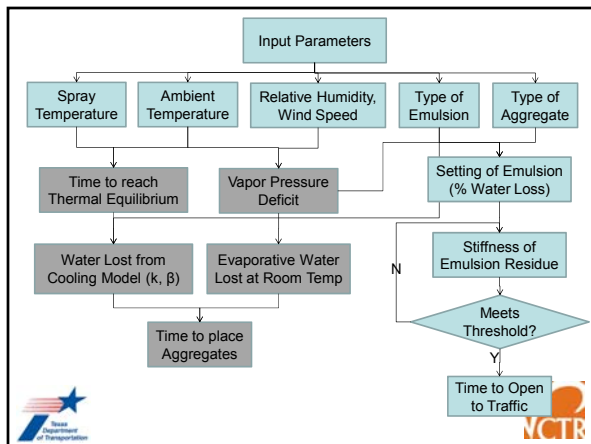 Input Parameters
Spray
Temperature
Ambient
Temperature
Relative Humidity,
Wind Speed
Type of
Emulsion
Type of
Aggregate
Time to reach
Thermal Equilibrium
Vapor Pressure
Deficit
Setting of Emulsion
(% Water Loss)
Water Lost from
Cooling Model (k, β)
Evaporative Water
Lost at Room Temp
N
Stiffness of
Emulsion Residue
Time to place
Aggregates
Meets
Threshold?
Y
Time to Open
to Traffic
Texas
Department
of Transportation
CTR